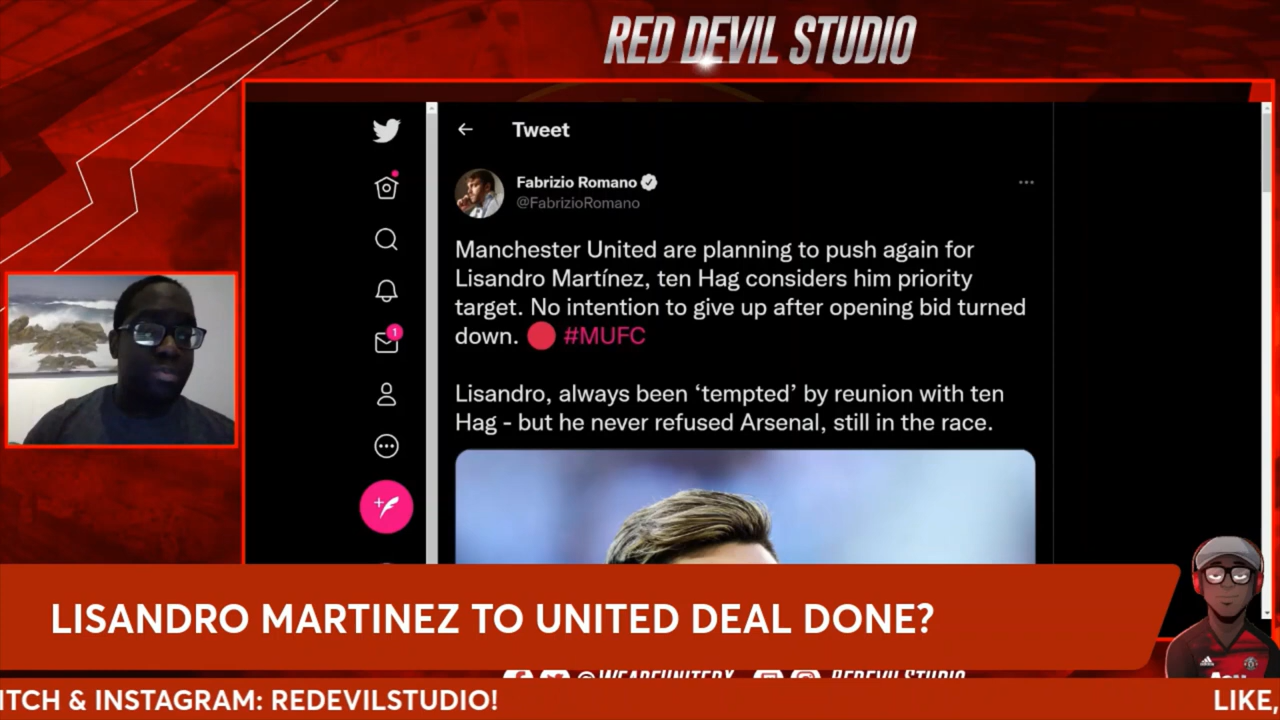 RED DEVIL STUDIO
Tweet
Fabrizio Romano
@FabrizioRomano
Manchester United are planning to push again for
Lisandro Martínez, ten Hag considers him priority
target. No intention to give up after opening bid turned
down. 🔴 #MUFC
Lisandro, always been ‘tempted’ by reunion with ten
Hag - but he never refused Arsenal, still in the race.
1
LISANDRO MARTINEZ TO UNITED DEAL DONE?
@WEAREUNITEDX
REDEVILSTUDIO
ITCH & INSTAGRAM: REDEVILSTUDIO!
LIKE,